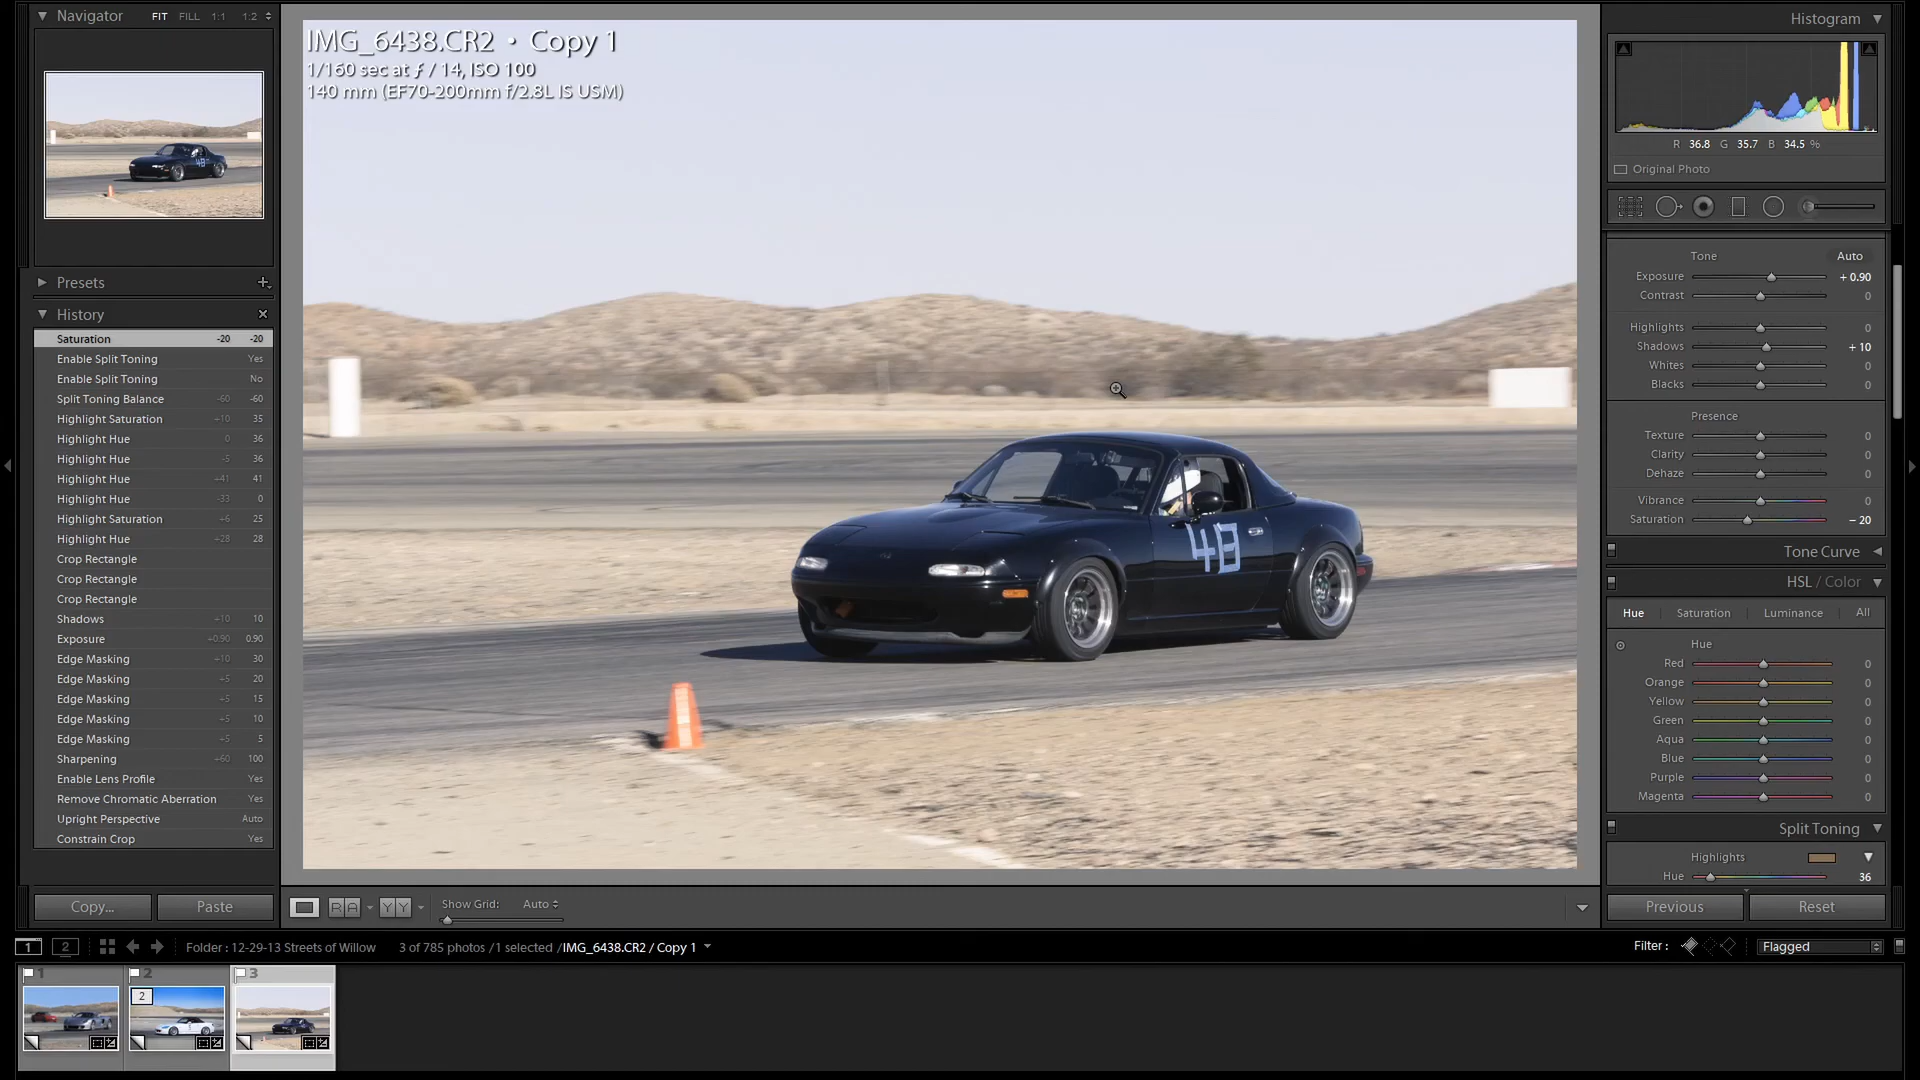 Navigator FIT FILL 1:1 1:2
Presets
History
Saturation -20 -20
Enable Split Toning Yes
Enable Split Toning No
Split Toning Balance -60 -60
Highlight Saturation +10 35
Highlight Hue 0 36
Highlight Hue -5 36
Highlight Hue +41 41
Highlight Hue -33 0
Highlight Saturation +6 25
Highlight Hue +28 28
Crop Rectangle
Crop Rectangle
Crop Rectangle
Shadows +10 10
Exposure +0.90 0.90
Edge Masking +10 30
Edge Masking +5 20
Edge Masking +5 15
Edge Masking +5 10
Edge Masking +5 5
Sharpening +60 100
Enable Lens Profile Yes
Remove Chromatic Aberration Yes
Upright Perspective Auto
Constrain Crop Yes
Copy... Paste
IMG_6438.CR2 • Copy 1
1/160 sec at ƒ / 14, ISO 100
140 mm (EF70-200mm f/2.8L IS USM)
48
R A Y Y Show Grid: Auto
Histogram
R 36.8 G 35.7 B 34.5 %
Original Photo
Tone Auto
Exposure + 0.90
Contrast 0
Highlights 0
Shadows + 10
Whites 0
Blacks 0
Presence
Texture 0
Clarity 0
Dehaze 0
Vibrance 0
Saturation – 20
Tone Curve
HSL / Color
Hue Saturation Luminance All
Hue
Red 0
Orange 0
Yellow 0
Green 0
Aqua 0
Blue 0
Purple 0
Magenta 0
Split Toning
Highlights
Hue 36
Previous Reset
1 2 Folder : 12-29-13 Streets of Willow 3 of 785 photos /1 selected /IMG_6438.CR2 / Copy 1 Filter : Flagged
1 2 3
2